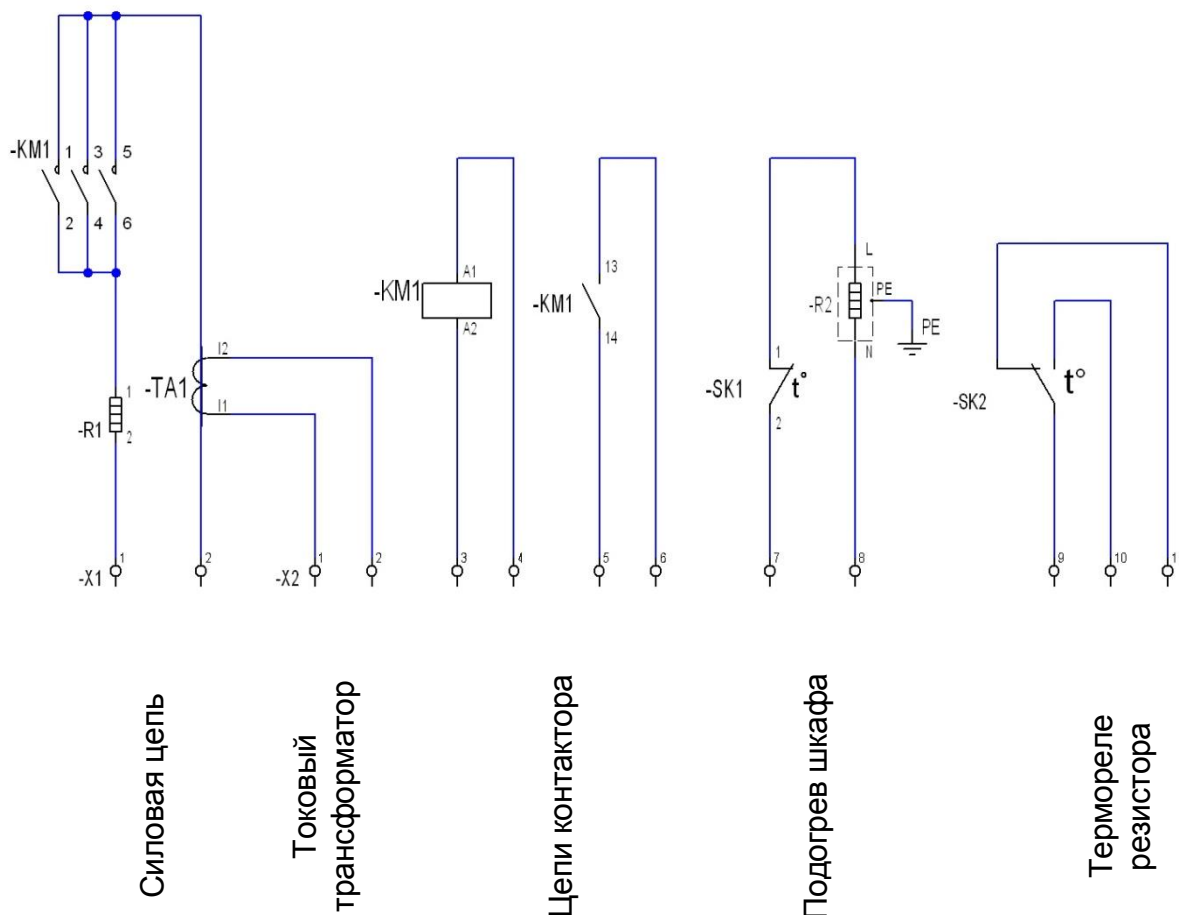 -KM1 1 3 5
2 4 6
-R1 1
2
-TA1
I2
I1
-X1 1 2
-X2 1 2
-KM1 A1
A2
3 4
-KM1 13
14
5 6
L
-R2 PE
PE
N
-SK1 1
t°
2
7 8
-SK2 t°
9 10 1
Силовая цепь
Токовый
трансформатор
Цепи контактора
Подогрев шкафа
Термореле
резистора